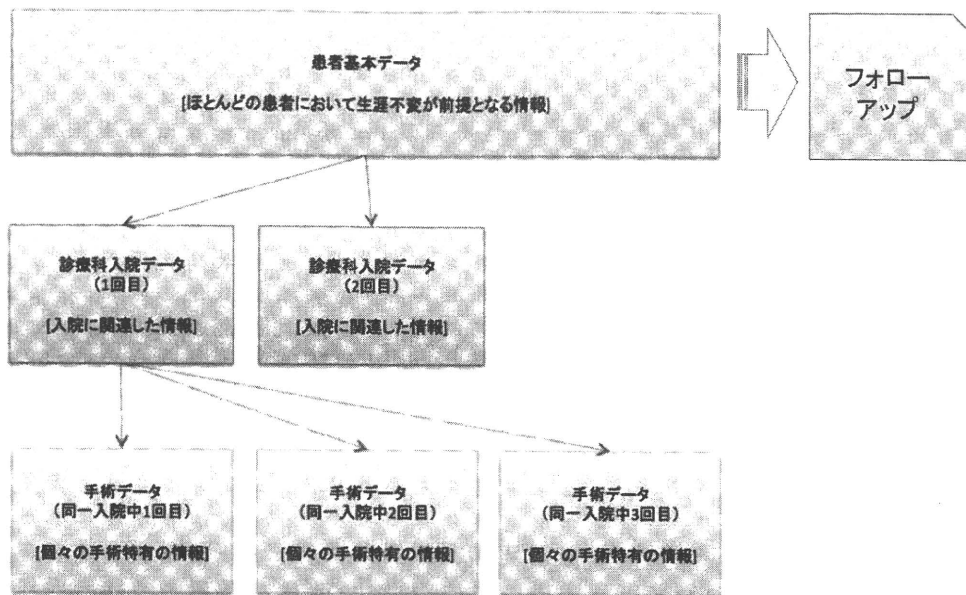 患者基本データ
[ほとんどの患者において生涯不変が前提となる情報]
フォロー
アップ
診療科入院データ
(1回目)
[入院に関連した情報]
診療科入院データ
(2回目)
[入院に関連した情報]
手術データ
(同一入院中1回目)
[個々の手術特有の情報]
手術データ
(同一入院中2回目)
[個々の手術特有の情報]
手術データ
(同一入院中3回目)
[個々の手術特有の情報]